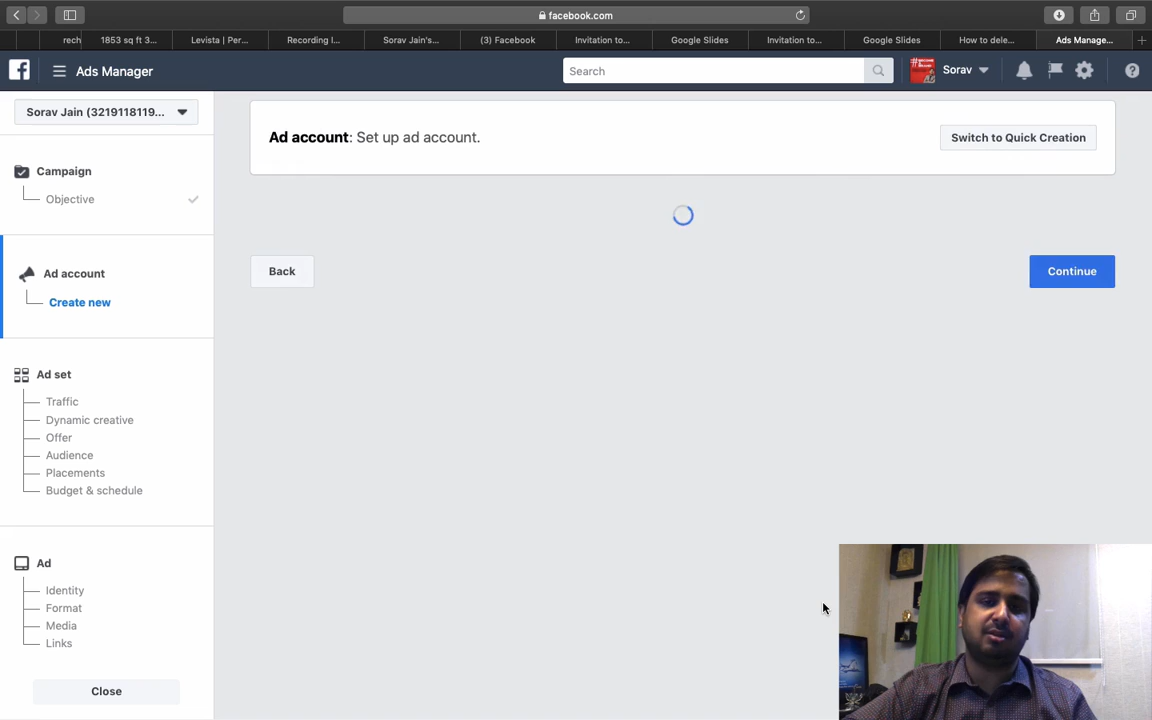 facebook.com
rech
1853 sq ft 3...
Levista | Per...
Recording I...
Sorav Jain's...
(3) Facebook
Invitation to...
Google Slides
Invitation to...
Google Slides
How to dele...
Ads Manage...
Ads Manager
Search
Sorav
Sorav Jain (3219118119...
Ad account: Set up ad account.
Switch to Quick Creation
Campaign
Objective
Back
Continue
Ad account
Create new
Ad set
Traffic
Dynamic creative
Offer
Audience
Placements
Budget & schedule
Ad
Identity
Format
Media
Links
Close